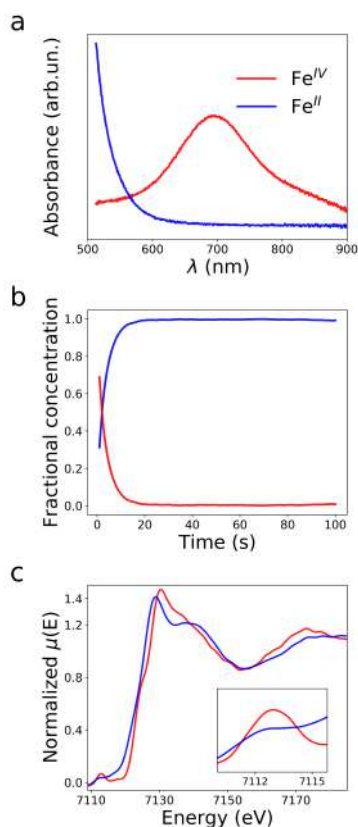 a
Absorbance (arb.un.)
Fe^IV
Fe^II
500 600 700 800 900
λ (nm)
b
Fractional concentration
1.0
0.8
0.6
0.4
0.2
0.0
0 20 40 60 80 100
Time (s)
c
Normalized μ(E)
1.4
1.2
0.8
0.4
0.0
7112 7115
7110 7130 7150 7170
Energy (eV)